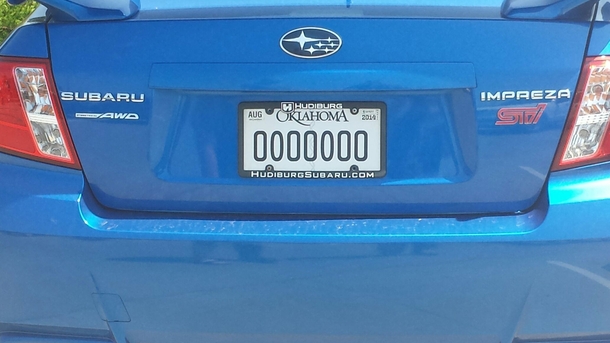 SUBARU
IMPREZA
AWD
STI
HUDIBURG
AUG
OKLAHOMA
2014
0000000
HUDIBURGSUBARU.COM